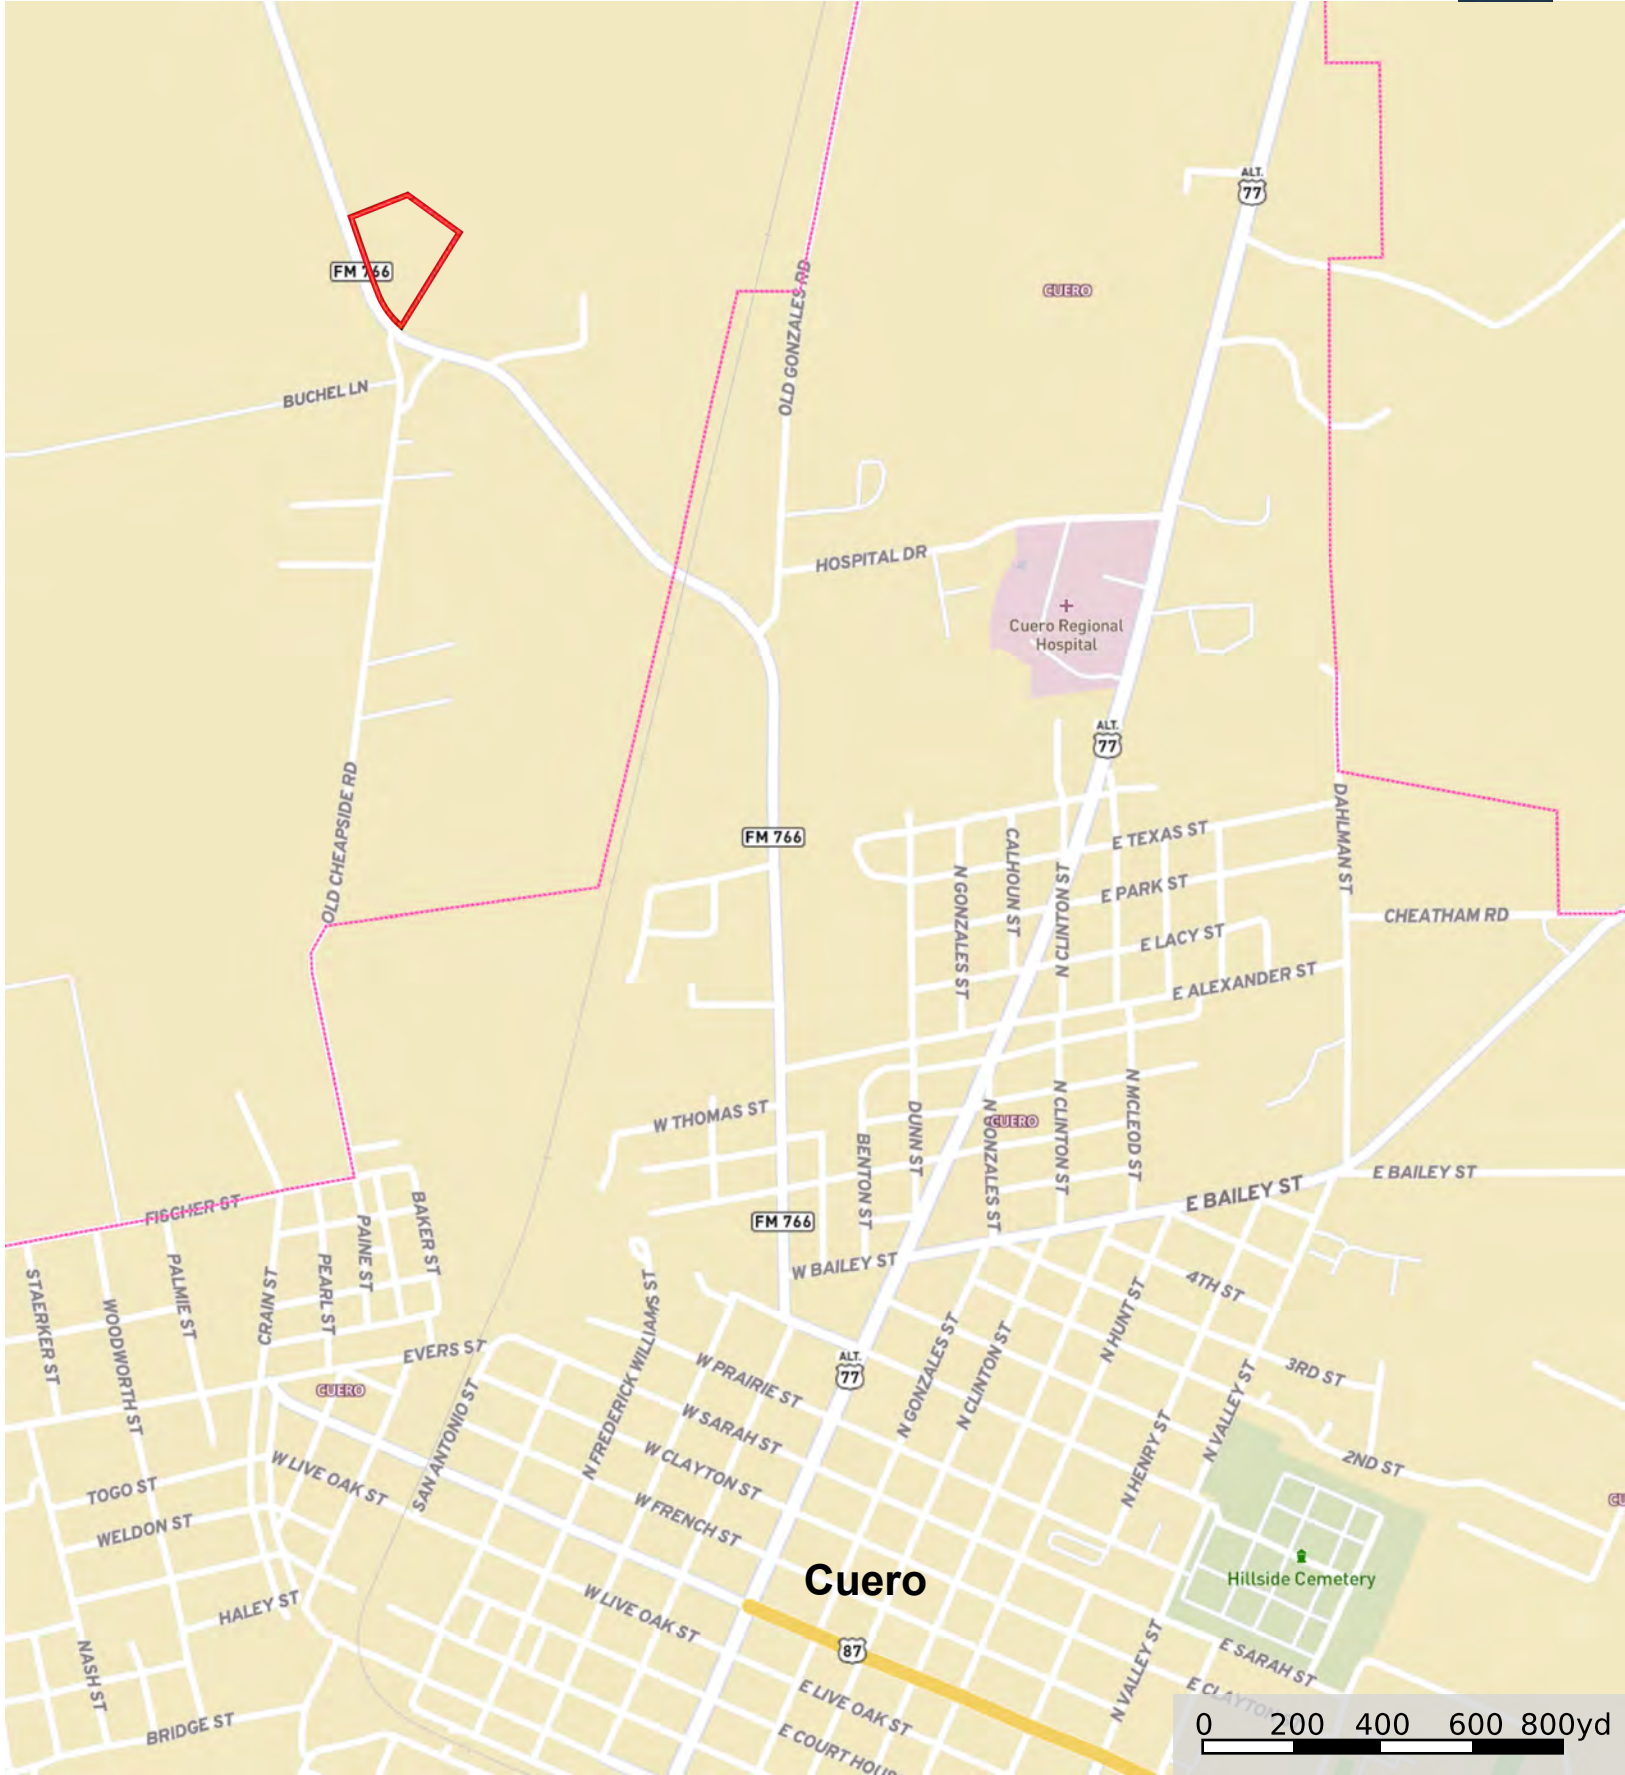 ALT.
77
FM 766
OLD GONZALES RD
CUERO
BUCHEL LN
HOSPITAL DR
Cuero Regional
Hospital
ALT.
77
OLD CHEAPSIDE RD
FM 766
DAHLMAN ST
E TEXAS ST
CALHOUN ST
N GONZALES ST
N CLINTON ST
E PARK ST
CHEATHAM RD
E LACY ST
E ALEXANDER ST
W THOMAS ST
DUNN ST
N GONZALES ST
CUERO
N CLINTON ST
N MCLEOD ST
BENTON ST
E BAILEY ST
E BAILEY ST
FISCHER ST
BAKER ST
PAINE ST
FM 766
W BAILEY ST
STAERKER ST
WOODWORTH ST
PALMIE ST
CRAIN ST
PEARL ST
EVERS ST
CUERO
SAN ANTONIO ST
N FREDERICK WILLIAMS ST
ALT.
77
W PRAIRIE ST
W SARAH ST
W CLAYTON ST
W FRENCH ST
N GONZALES ST
N CLINTON ST
N HUNT ST
4TH ST
3RD ST
N VALLEY ST
N HENRY ST
2ND ST
TOGO ST
WELDON ST
W LIVE OAK ST
HALEY ST
NASH ST
BRIDGE ST
W LIVE OAK ST
Cuero
87
Hillside Cemetery
N VALLEY ST
E SARAH ST
E CLAYTON
E LIVE OAK ST
E COURTHOUS
CU
0 200 400 600 800yd